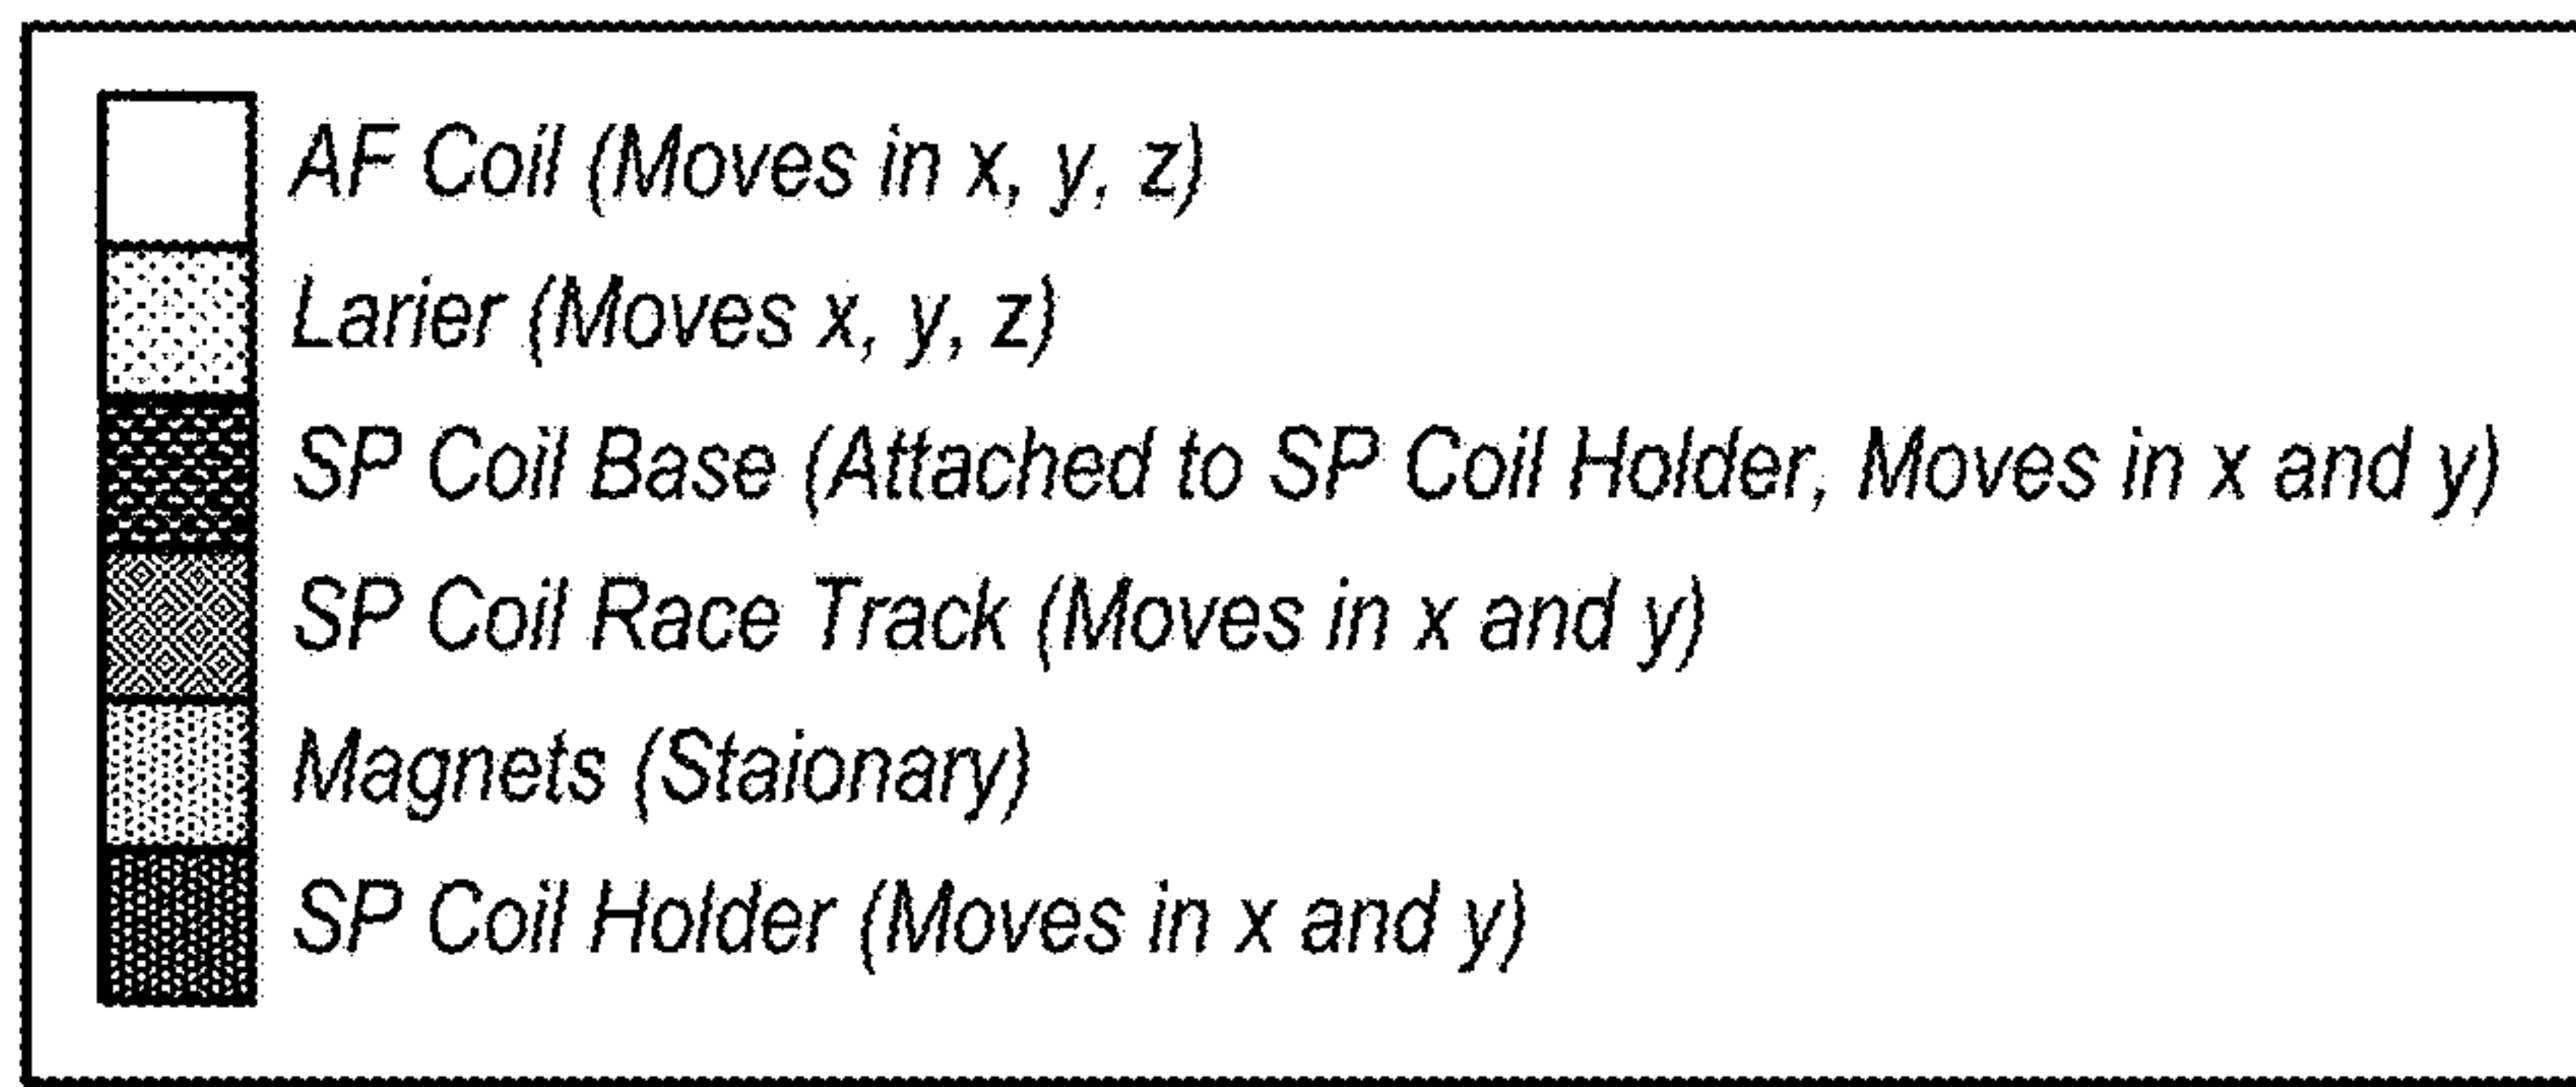 AF Coil (Moves in x, y, z)
Larier (Moves x, y, z)
SP Coil Base (Attached to SP Coil Holder, Moves in x and y)
SP Coil Race Track (Moves in x and y)
Magnets (Staionary)
SP Coil Holder (Moves in x and y)